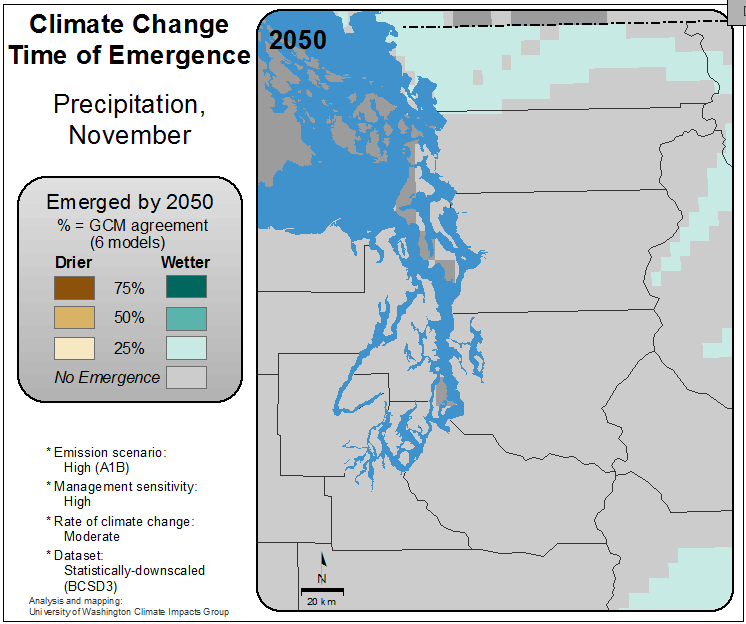 Climate Change
Time of Emergence
Precipitation,
November
Emerged by 2050
% = GCM agreement
(6 models)
Drier Wetter
75%
50%
25%
No Emergence
* Emission scenario:
High (A1B)
* Management sensitivity:
High
* Rate of climate change:
Moderate
* Dataset:
Statistically-downscaled
(BCSD3)
Analysis and mapping:
University of Washington Climate Impacts Group
2050
N
20 km